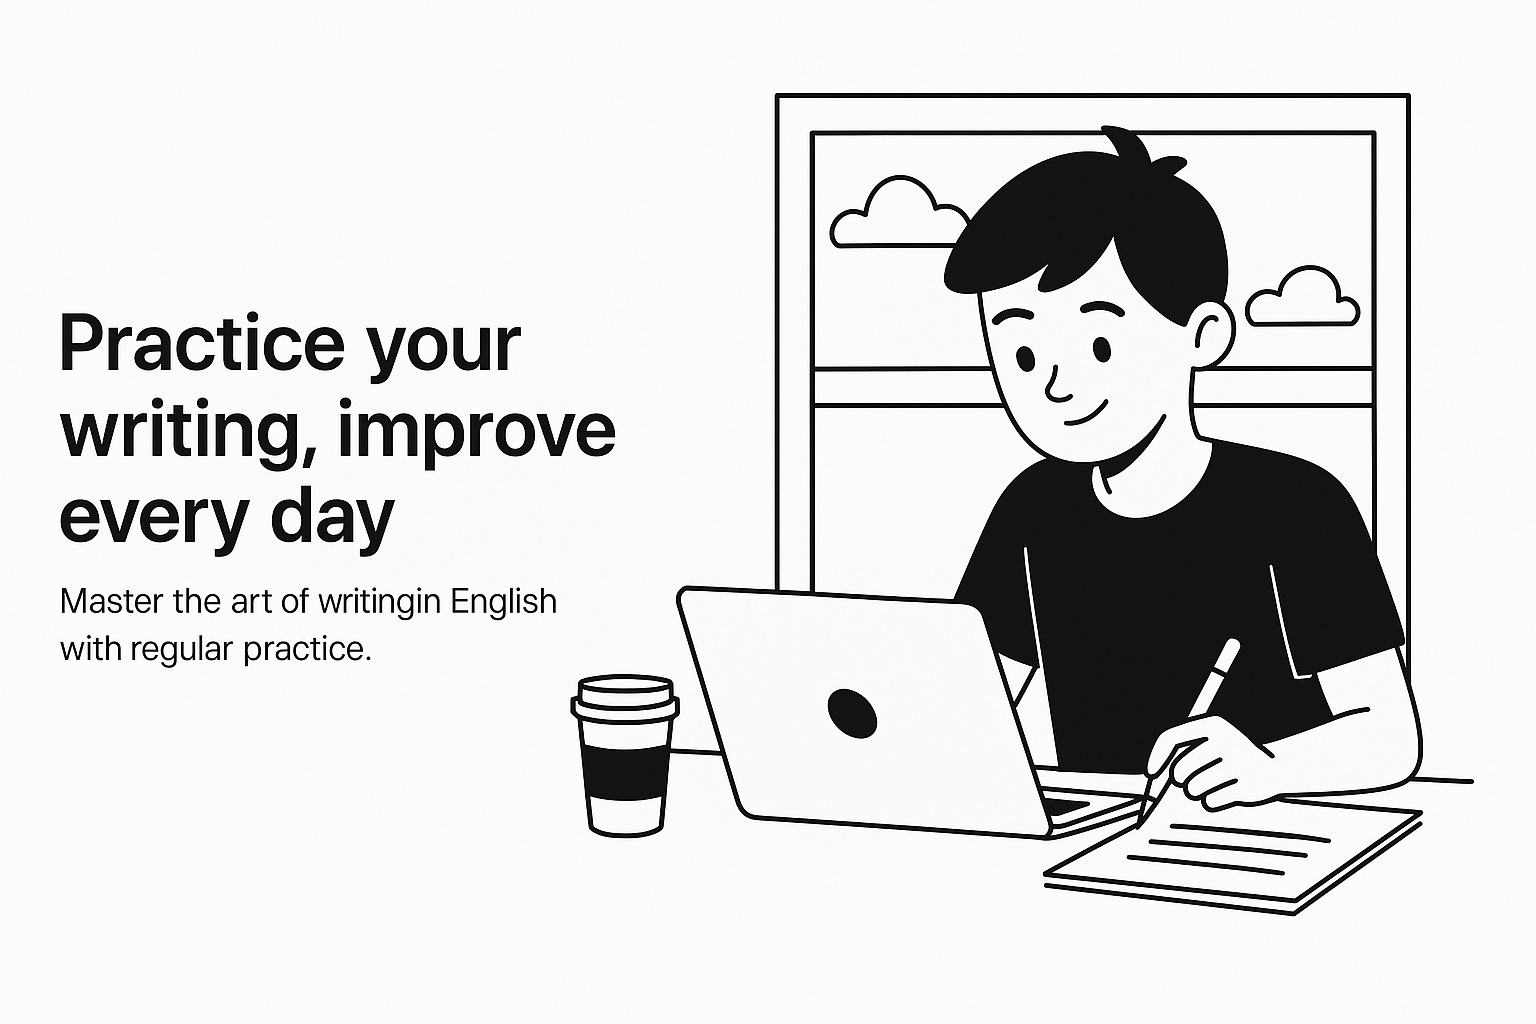 Practice your
writing, improve
every day
Master the art of writingin English
with regular practice.